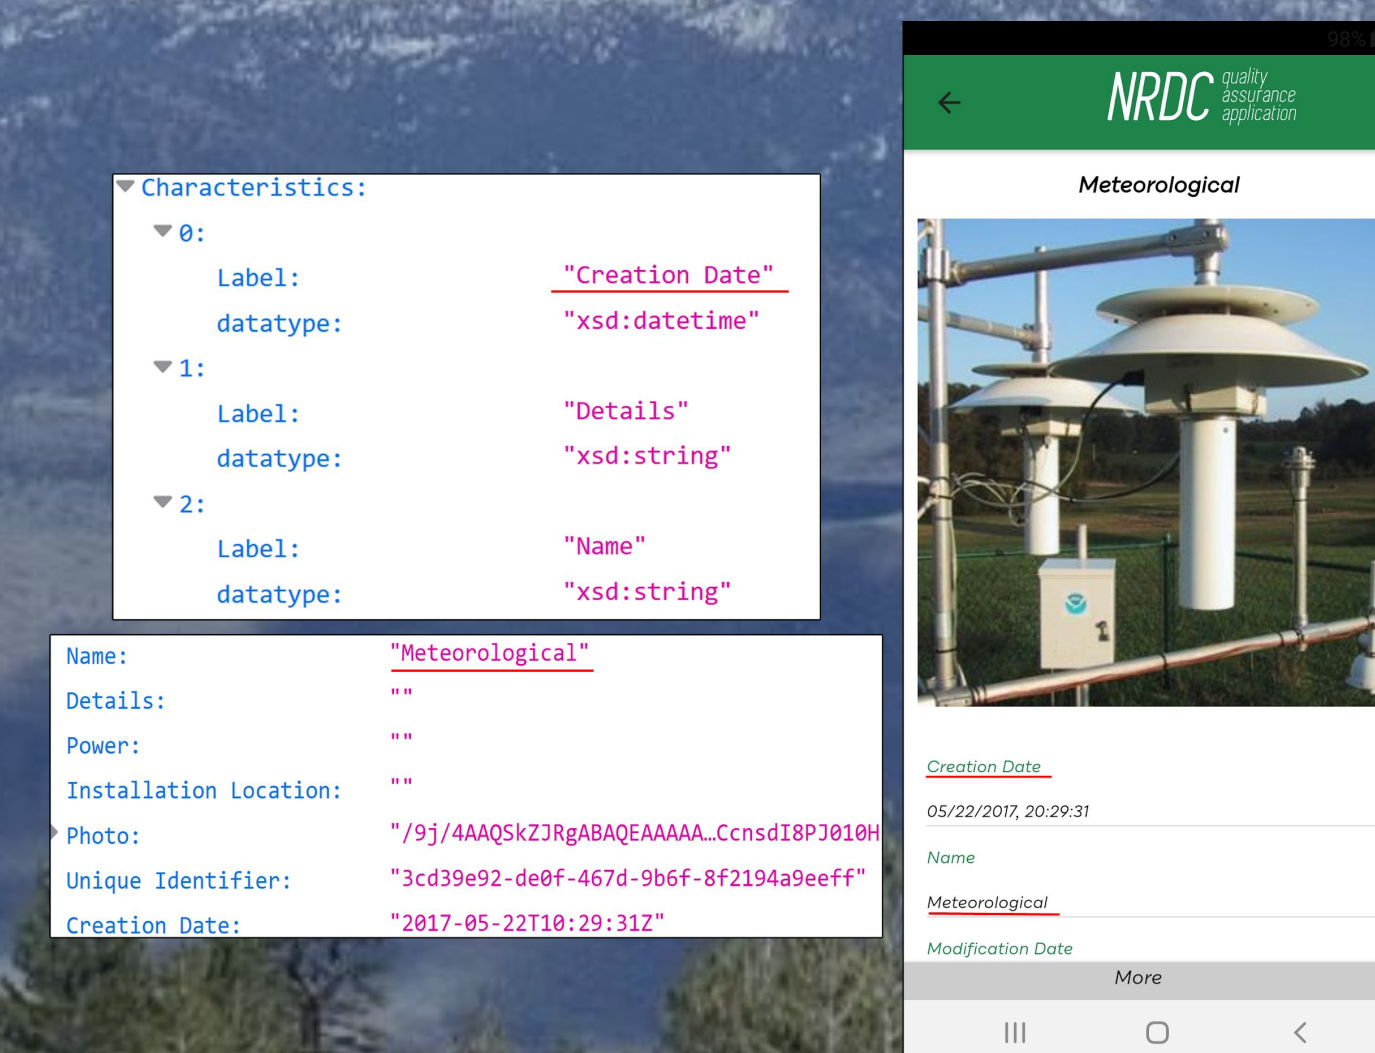 Characteristics:
0:
Label: "Creation Date"
datatype: "xsd:datetime"
1:
Label: "Details"
datatype: "xsd:string"
2:
Label: "Name"
datatype: "xsd:string"
Name: "Meteorological"
Details: ""
Power: ""
Installation Location: ""
Photo: "/9j/4AAQSkZJRgABAQEAAAAA…CcnsdI8PJ010H
Unique Identifier: "3cd39e92-de0f-467d-9b6f-8f2194a9eeff"
Creation Date: "2017-05-22T10:29:31Z"
98%
NRDC quality
assurance
application
Meteorological
Creation Date
05/22/2017, 20:29:31
Name
Meteorological
Modification Date
More